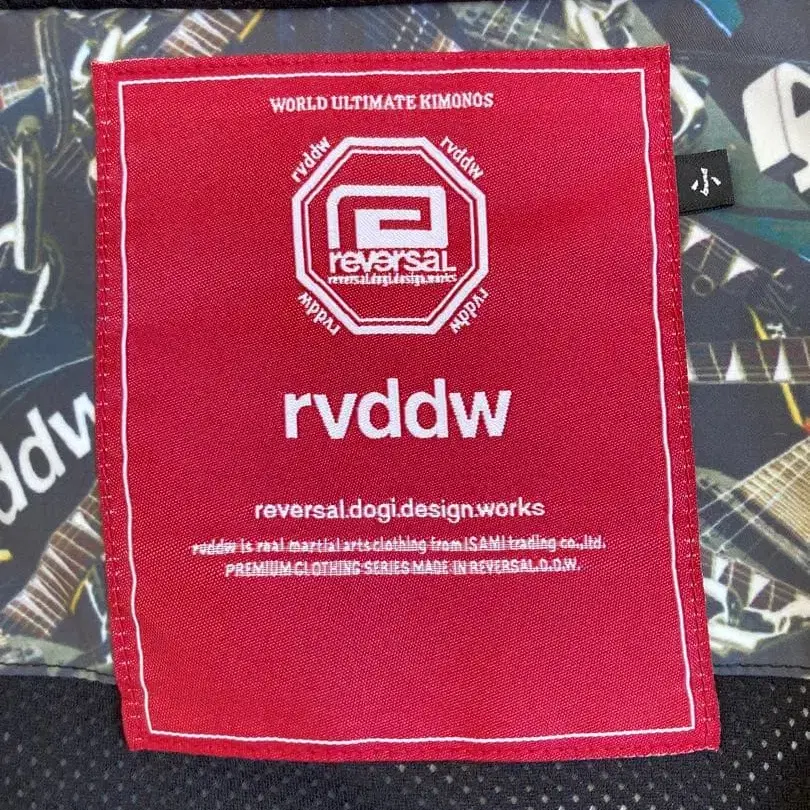 WORLD ULTIMATE KIMONOS
rvddw
rvddw
reversal
reversal.dogi.design.works
rvddw
rvddw
rvddw
reversal.dogi.design.works
rvddw is real martial arts clothing from ISAMI trading co.,ltd.
PREMIUM CLOTHING SERIES MADE IN REVERSAL.D.D.W.
ddw